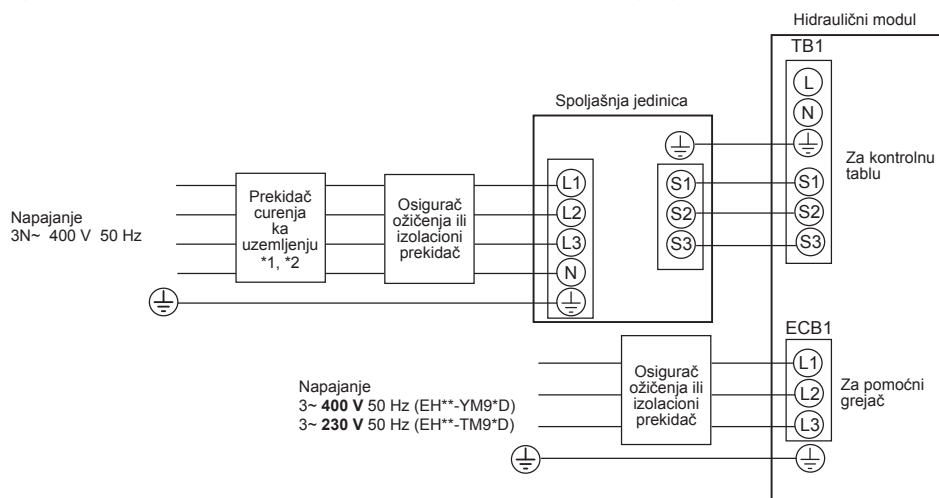 Hidraulični modul
TB1
L
N
Za kontrolnu
tablu
S1
S2
S3
Spoljašnja jedinica
L1
L2
L3
N
S1
S2
S3
Napajanje
3N~ 400 V 50 Hz
Prekidač
curenja
ka
uzemljenju
*1, *2
Osigurač
ožičenja ili
izolacioni
prekidač
ECB1
L1
L2
L3
Za pomoćni
grejač
Osigurač
ožičenja ili
izolacioni
prekidač
Napajanje
3~ 400 V 50 Hz (EH**-YM9*D)
3~ 230 V 50 Hz (EH**-TM9*D)